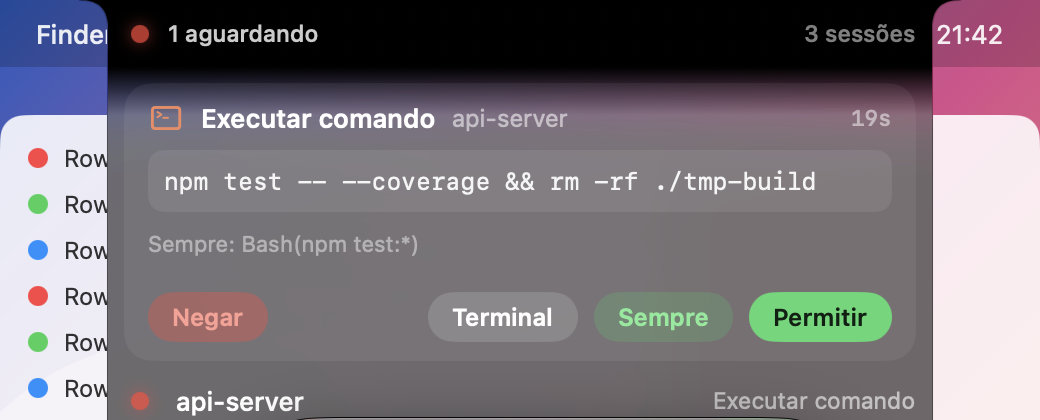 Finder
1 aguardando
3 sessões
21:42
Executar comando api-server
19s
npm test -- --coverage && rm -rf ./tmp-build
Sempre: Bash(npm test:*)
Negar
Terminal
Sempre
Permitir
Row
Row
Row
Row
Row
Row
api-server
Executar comando